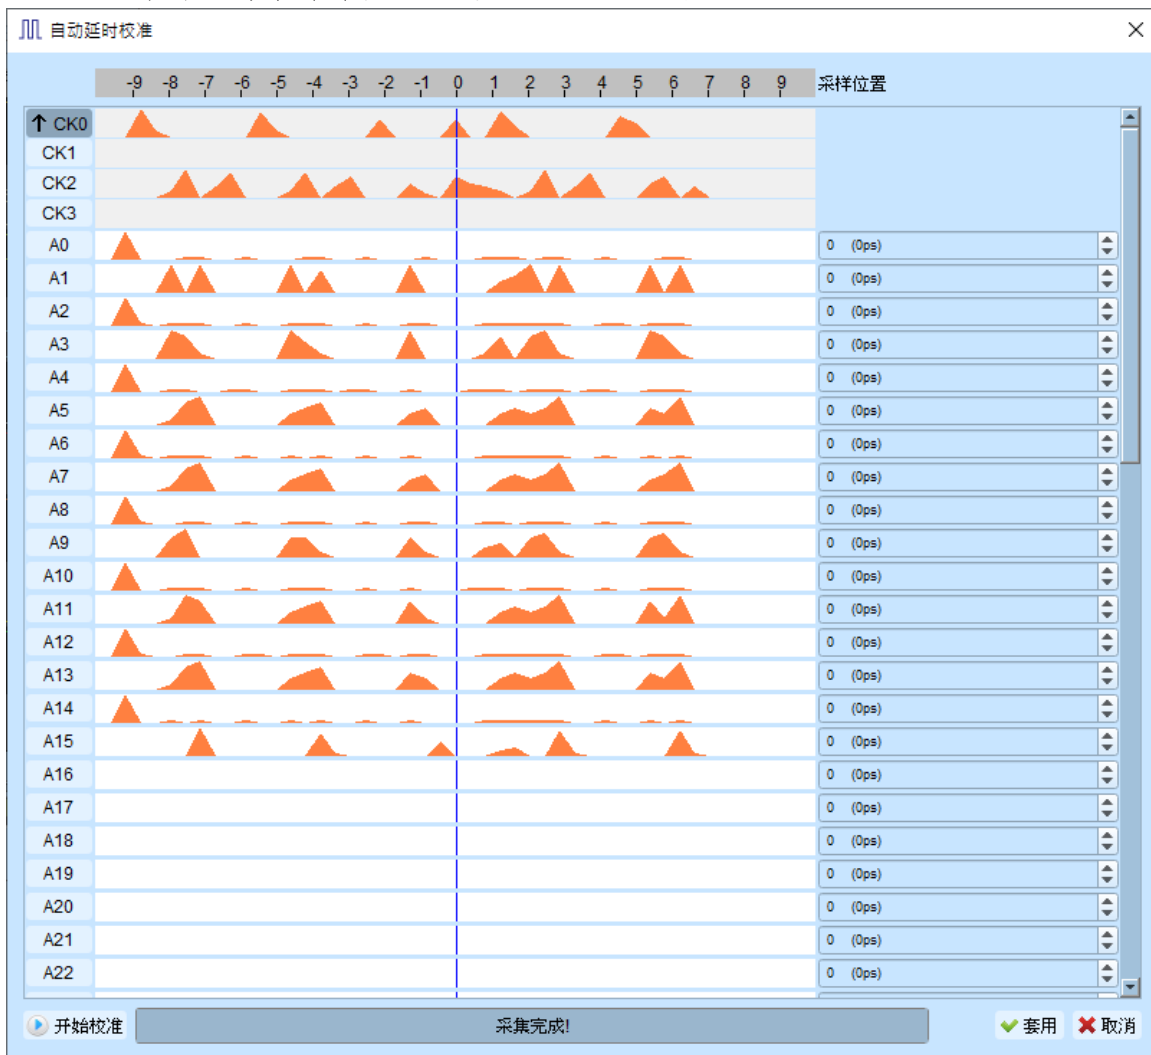 自动延时校准
-9 -8 -7 -6 -5 -4 -3 -2 -1 0 1 2 3 4 5 6 7 8 9 采样位置
↑ CK0
CK1
CK2
CK3
A0 0 (0ps)
A1 0 (0ps)
A2 0 (0ps)
A3 0 (0ps)
A4 0 (0ps)
A5 0 (0ps)
A6 0 (0ps)
A7 0 (0ps)
A8 0 (0ps)
A9 0 (0ps)
A10 0 (0ps)
A11 0 (0ps)
A12 0 (0ps)
A13 0 (0ps)
A14 0 (0ps)
A15 0 (0ps)
A16 0 (0ps)
A17 0 (0ps)
A18 0 (0ps)
A19 0 (0ps)
A20 0 (0ps)
A21 0 (0ps)
A22 0 (0ps)
开始校准 采集完成! 套用 取消